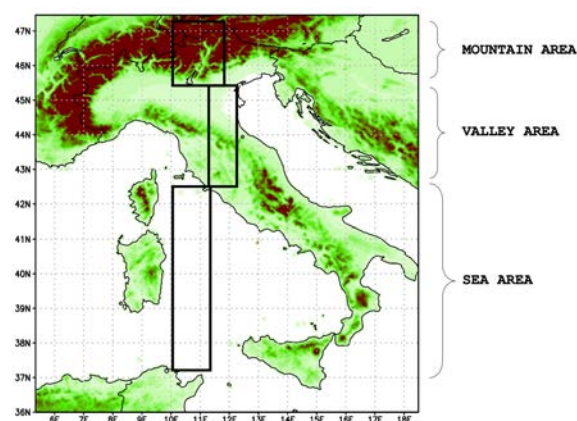 47N
MOUNTAIN AREA
46N
45N
44N
VALLEY AREA
43N
42N
41N
40N
SEA AREA
39N
38N
37N
36N
6E 7E 8E 9E 10E 11E 12E 13E 14E 15E 16E 17E 18E